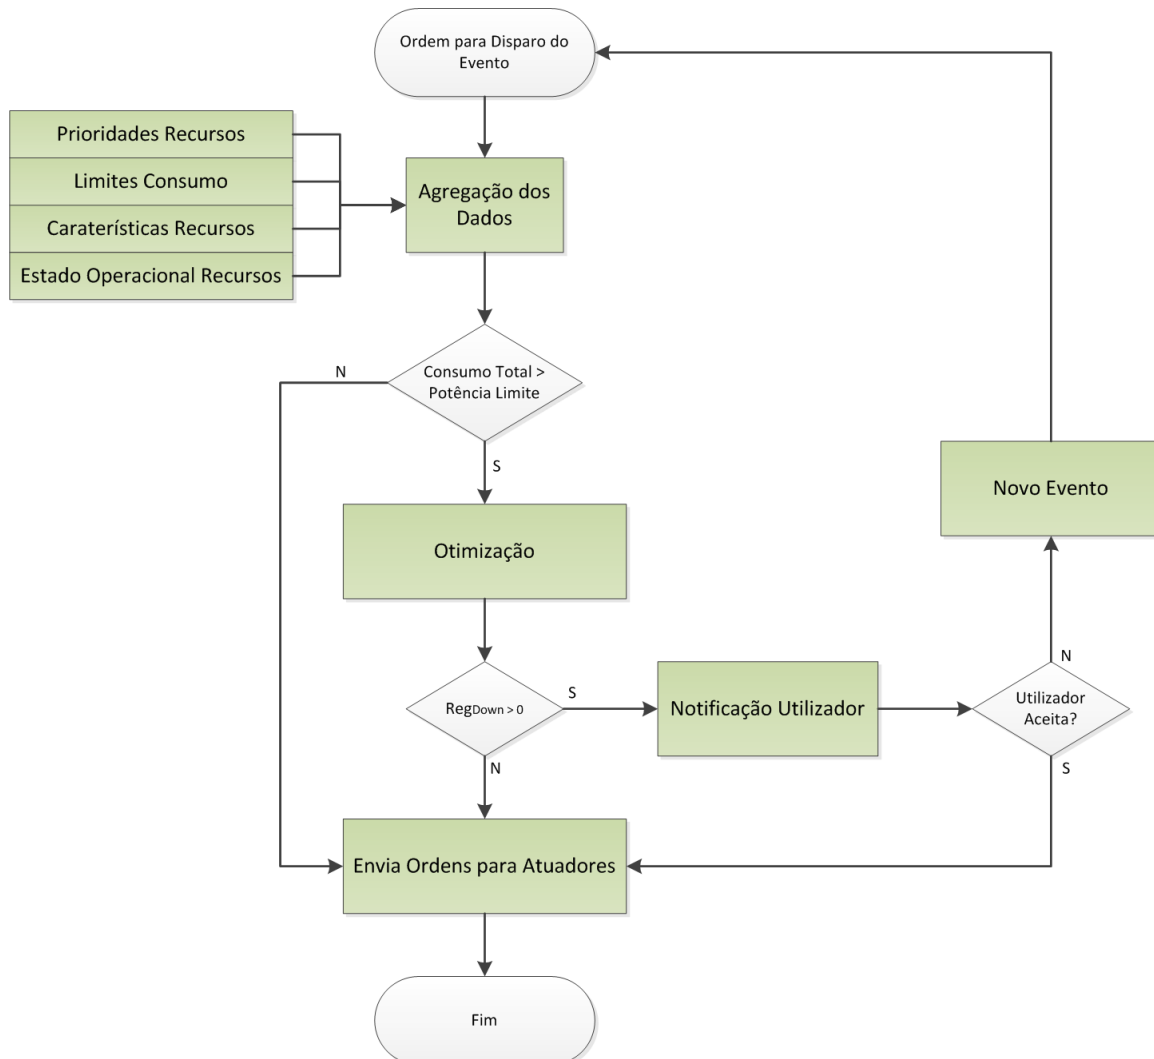 Ordem para Disparo do
Evento
Prioridades Recursos
Limites Consumo
Caraterísticas Recursos
Estado Operacional Recursos
Agregação dos
Dados
Consumo Total >
Potência Limite
N
S
Otimização
Novo Evento
RegDown > 0
S
N
Notificação Utilizador
Utilizador
Aceita?
N
S
Envia Ordens para Atuadores
Fim